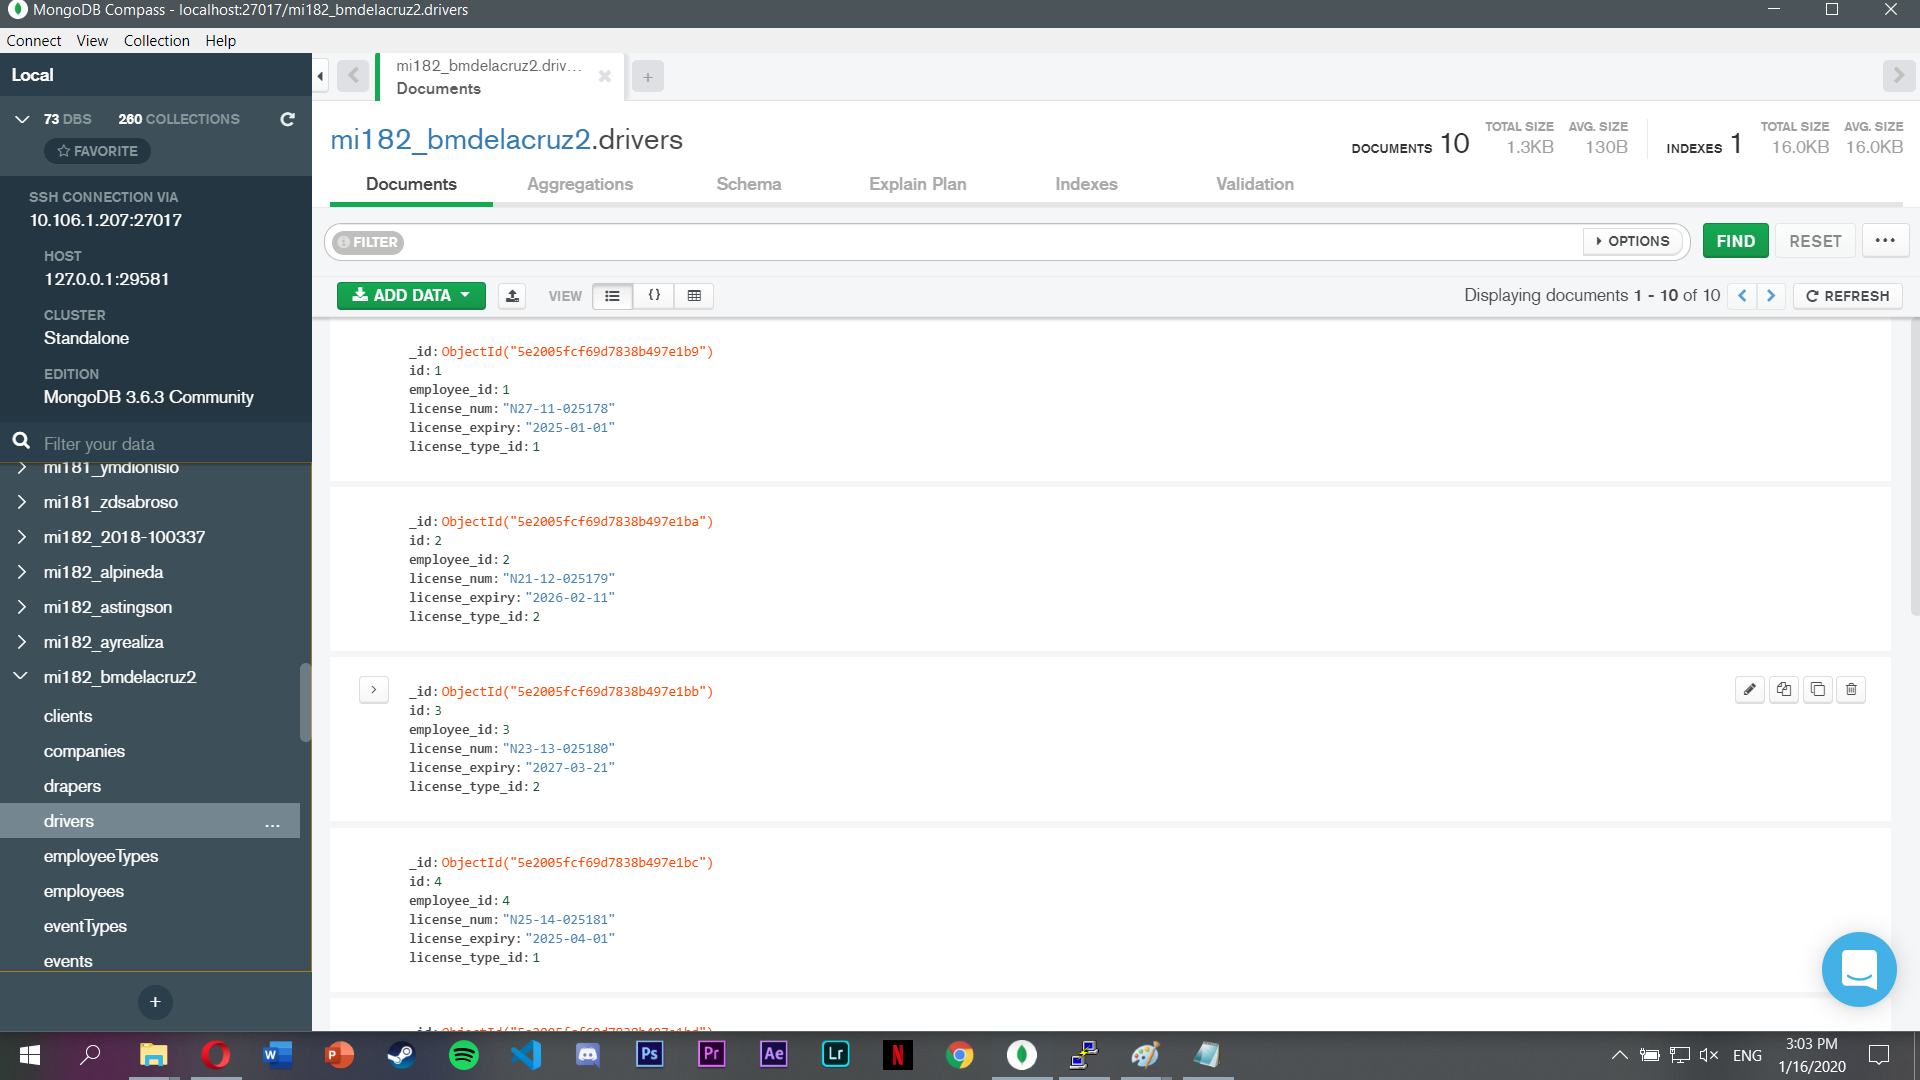 MongoDB Compass - localhost:27017/mi182_bmdelacruz2.drivers
Connect View Collection Help
Local
73 DBS 260 COLLECTIONS
FAVORITE
SSH CONNECTION VIA
10.106.1.207:27017
HOST
127.0.0.1:29581
CLUSTER
Standalone
EDITION
MongoDB 3.6.3 Community
Filter your data
mi181_ymdionisio
mi181_zdsabroso
mi182_2018-100337
mi182_alpineda
mi182_astingson
mi182_ayrealiza
mi182_bmdelacruz2
clients
companies
drapers
drivers ...
employeeTypes
employees
eventTypes
events
+
mi182_bmdelacruz2.driv...
Documents
+
mi182_bmdelacruz2.drivers
DOCUMENTS 10 TOTAL SIZE 1.3KB AVG. SIZE 130B INDEXES 1 TOTAL SIZE 16.0KB AVG. SIZE 16.0KB
Documents Aggregations Schema Explain Plan Indexes Validation
FILTER OPTIONS FIND RESET ...
ADD DATA VIEW {} Displaying documents 1 - 10 of 10 REFRESH
_id: ObjectId("5e2005fcf69d7838b497e1b9")
id: 1
employee_id: 1
license_num: "N27-11-025178"
license_expiry: "2025-01-01"
license_type_id: 1
_id: ObjectId("5e2005fcf69d7838b497e1ba")
id: 2
employee_id: 2
license_num: "N21-12-025179"
license_expiry: "2026-02-11"
license_type_id: 2
_id: ObjectId("5e2005fcf69d7838b497e1bb")
id: 3
employee_id: 3
license_num: "N23-13-025180"
license_expiry: "2027-03-21"
license_type_id: 2
_id: ObjectId("5e2005fcf69d7838b497e1bc")
id: 4
employee_id: 4
license_num: "N25-14-025181"
license_expiry: "2025-04-01"
license_type_id: 1
_id: ObjectId("5e2005fcf69d7838b497e1bd")
W P Ps Pr Ae Lr N
ENG
3:03 PM
1/16/2020